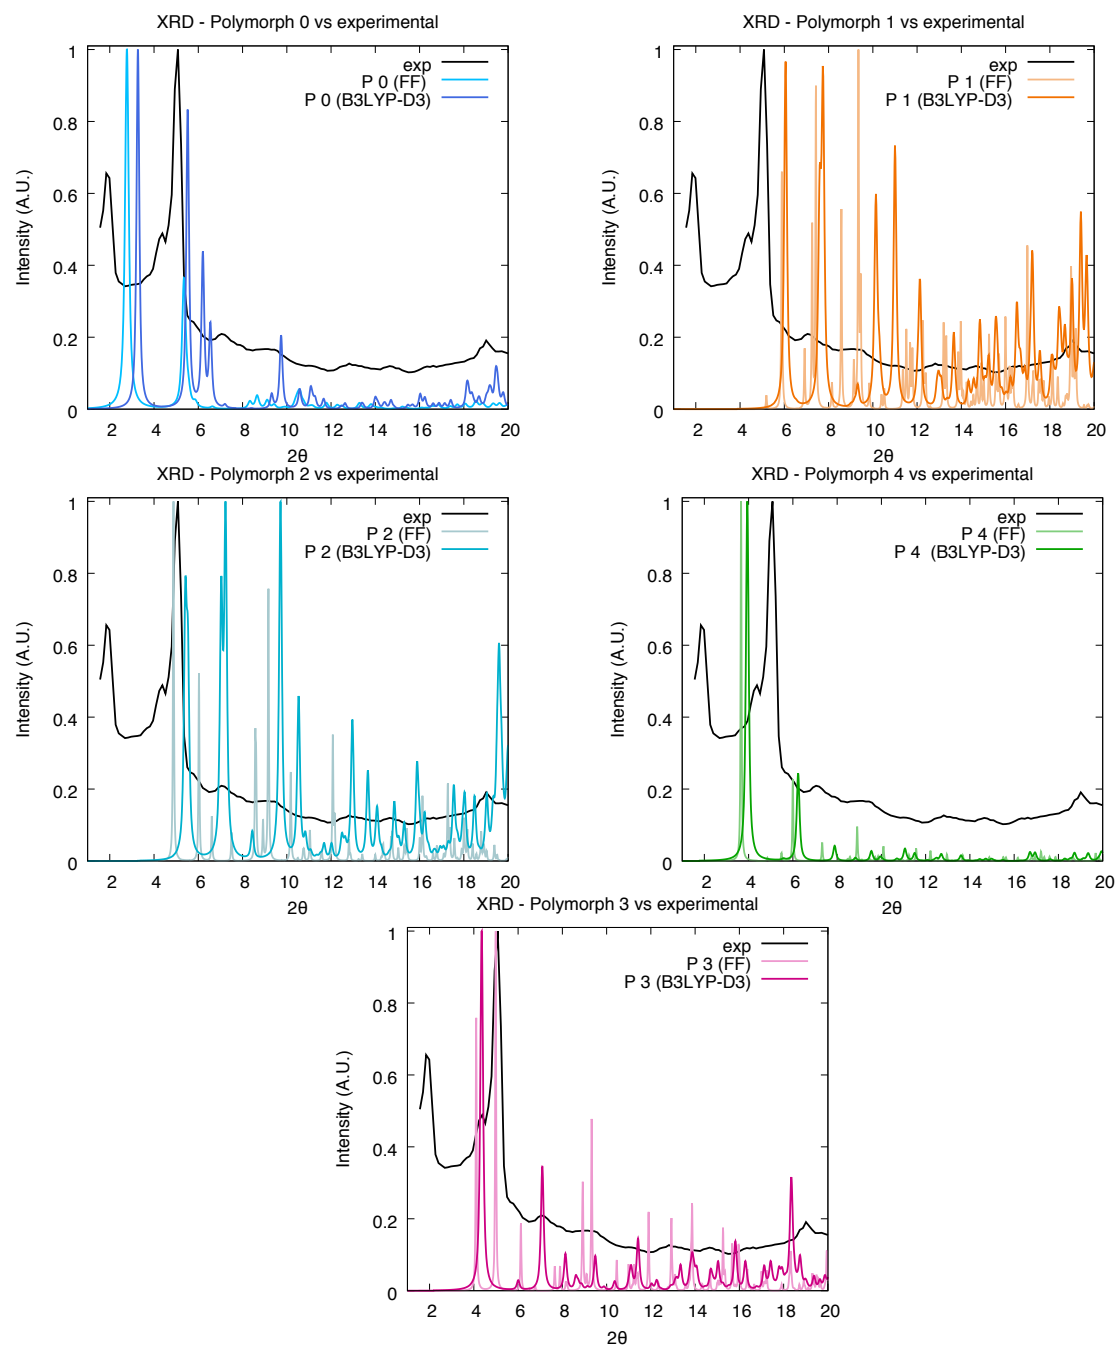 XRD - Polymorph 0 vs experimental
Intensity (A.U.)
1
0.8
0.6
0.4
0.2
0
exp
P 0 (FF)
P 0 (B3LYP-D3)
2 4 6 8 10 12 14 16 18 20
2θ
XRD - Polymorph 1 vs experimental
Intensity (A.U.)
1
0.8
0.6
0.4
0.2
0
exp
P 1 (FF)
P 1 (B3LYP-D3)
2 4 6 8 10 12 14 16 18 20
2θ
XRD - Polymorph 2 vs experimental
Intensity (A.U.)
1
0.8
0.6
0.4
0.2
0
exp
P 2 (FF)
P 2 (B3LYP-D3)
2 4 6 8 10 12 14 16 18 20
2θ
XRD - Polymorph 4 vs experimental
Intensity (A.U.)
1
0.8
0.6
0.4
0.2
0
exp
P 4 (FF)
P 4 (B3LYP-D3)
2 4 6 8 10 12 14 16 18 20
2θ
XRD - Polymorph 3 vs experimental
Intensity (A.U.)
1
0.8
0.6
0.4
0.2
0
exp
P 3 (FF)
P 3 (B3LYP-D3)
2 4 6 8 10 12 14 16 18 20
2θ